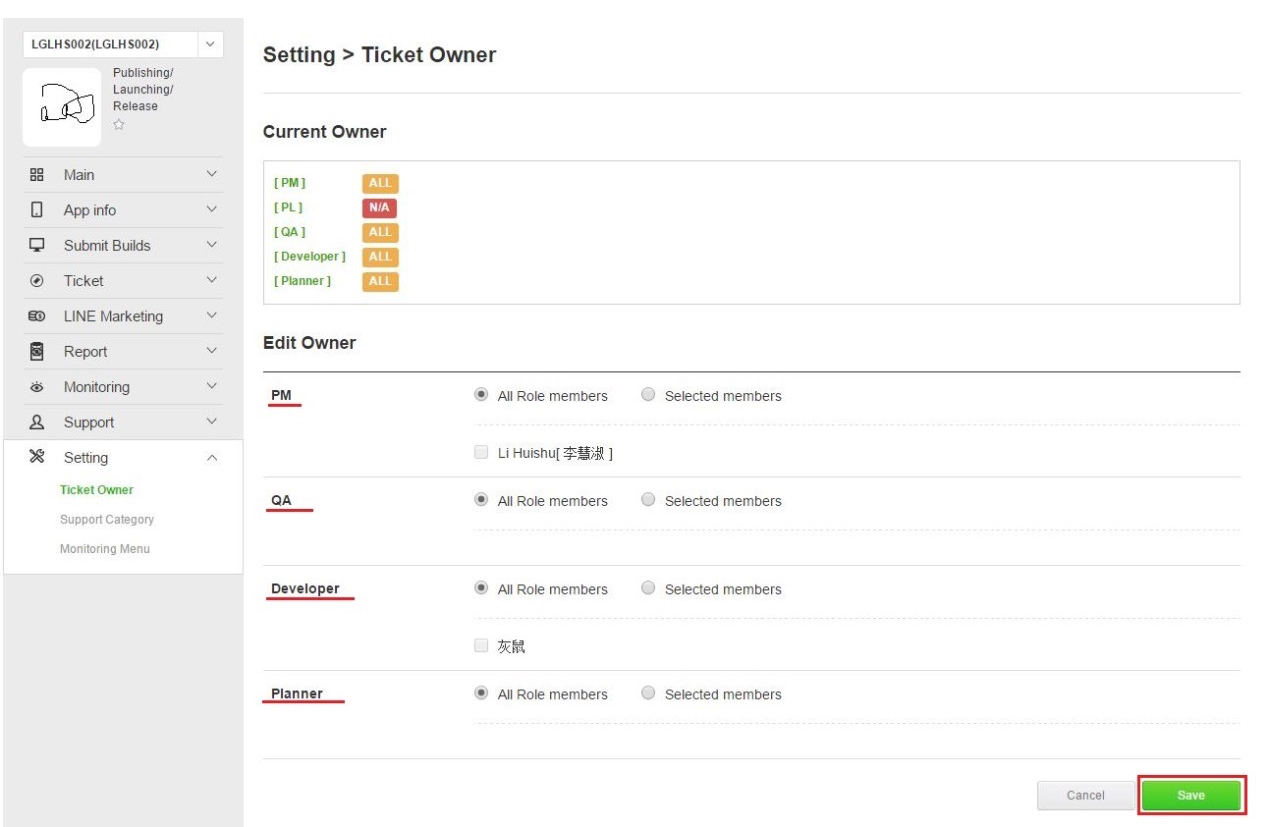 LGLHS002(LGLHS002)
Publishing/
Launching/
Release
Main
App info
Submit Builds
Ticket
LINE Marketing
Report
Monitoring
Support
Setting
Ticket Owner
Support Category
Monitoring Menu
Setting > Ticket Owner
Current Owner
[ PM ] ALL
[ PL ] N/A
[ QA ] ALL
[ Developer ] ALL
[ Planner ] ALL
Edit Owner
PM All Role members Selected members
Li Huishu[ 李慧淑 ]
QA All Role members Selected members
Developer All Role members Selected members
灰鼠
Planner All Role members Selected members
Cancel Save